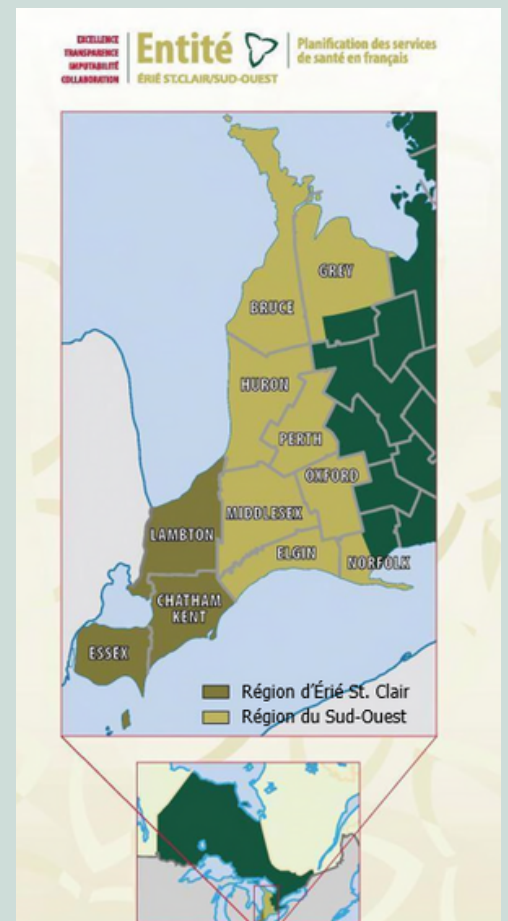 EXCELLENCE
TRANSPARENCE
IMPUTABILITÉ
COLLABORATION
Entité
ÉRIÉ ST.CLAIR/SUD-OUEST
Planification des services
de santé en français
GREY
BRUCE
HURON
PERTH
OXFORD
MIDDLESEX
LAMBTON
ELGIN
NORFOLK
CHATHAM
KENT
ESSEX
Région d'Érié St. Clair
Région du Sud-Ouest